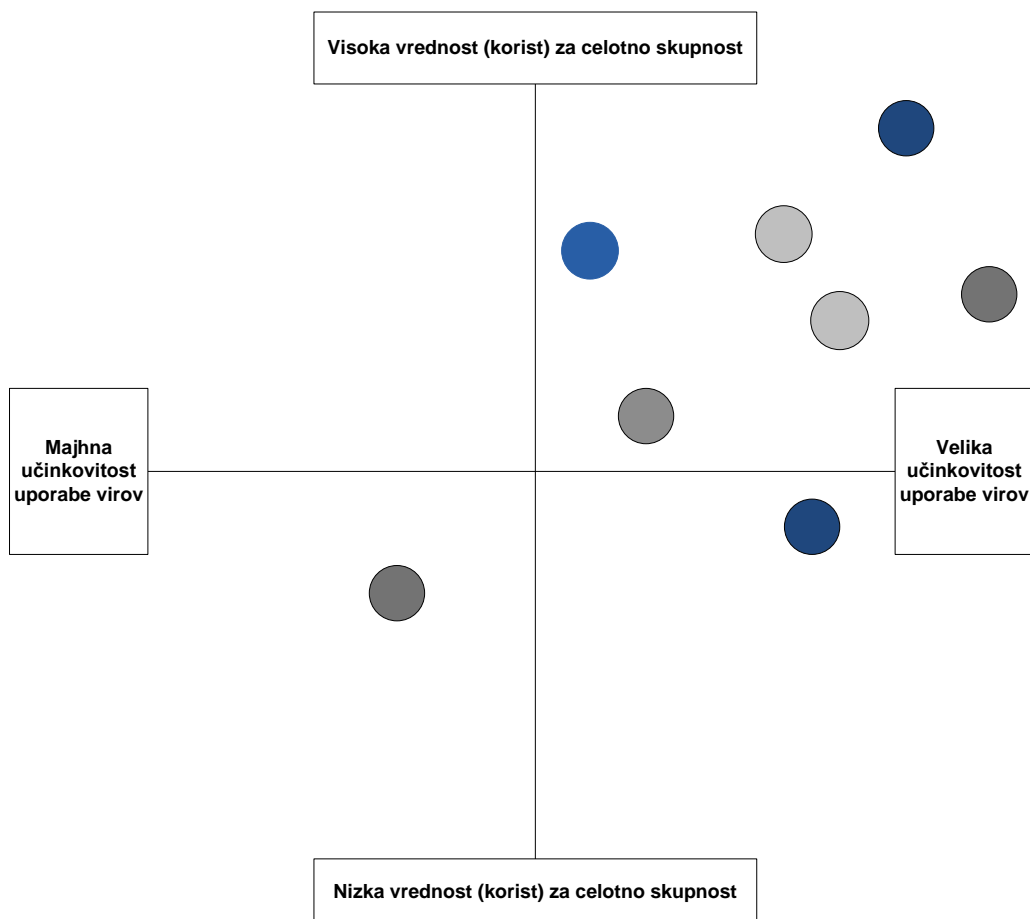 Visoka vrednost (korist) za celotno skupnost
Majhna
učinkovitost
uporabe virov
Velika
učinkovitost
uporabe virov
Nizka vrednost (korist) za celotno skupnost